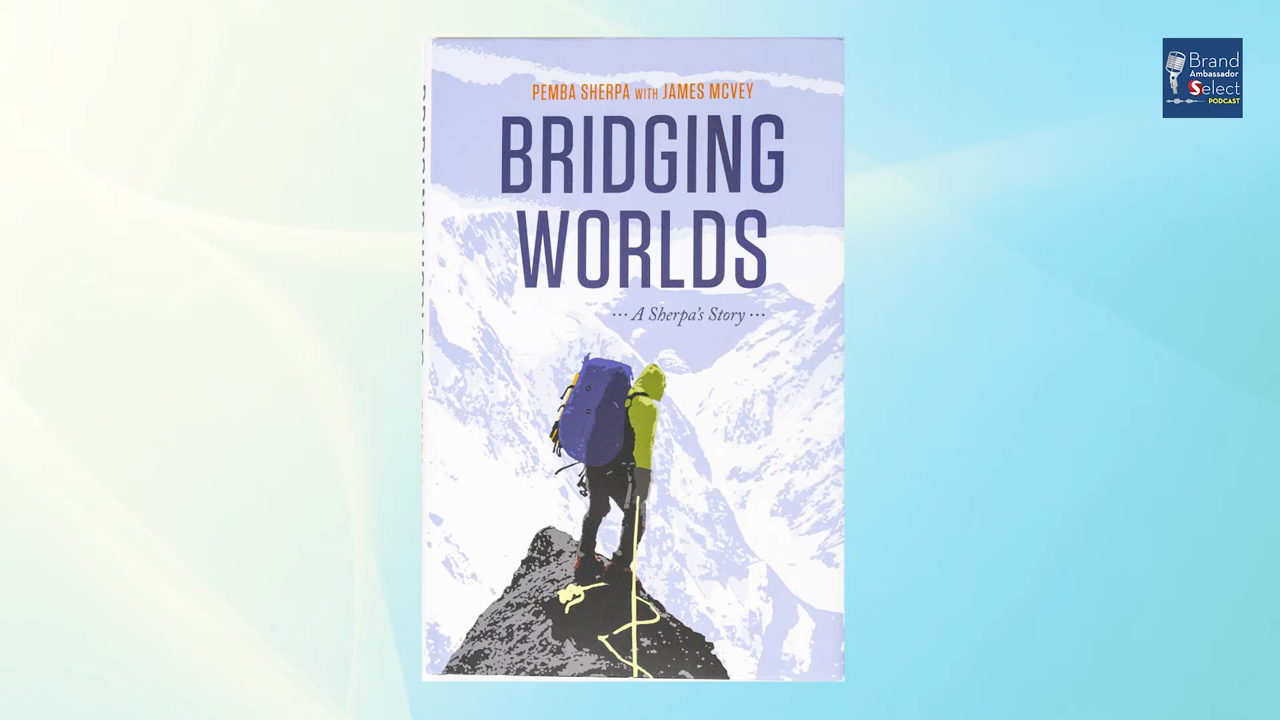 PEMBA SHERPA WITH JAMES MCVEY
BRIDGING
WORLDS
··· A Sherpa's Story ···
Brand
Ambassador
Select
PODCAST